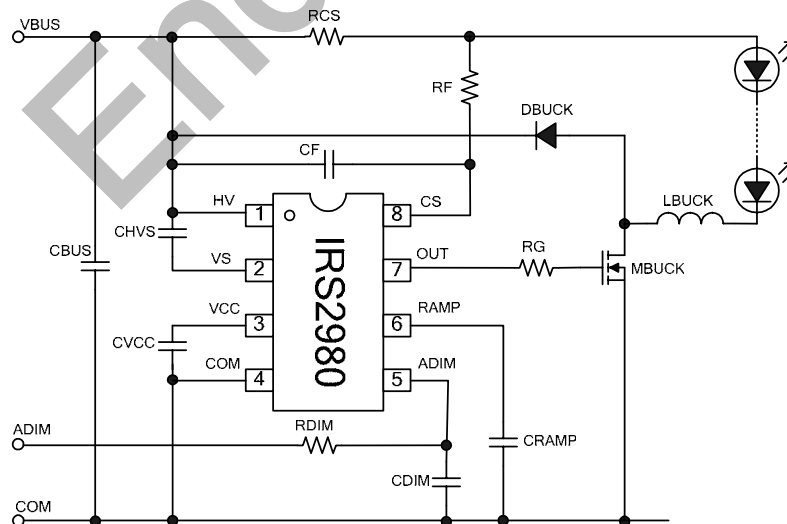 VBUS
RCS
RF
DBUCK
CF
HV
1
8
CS
LBUCK
CHVS
CBUS
VS
2
7
OUT
RG
MBUCK
VCC
3
6
RAMP
CVCC
COM
4
5
ADIM
IRS2980
ADIM
RDIM
CRAMP
CDIM
COM